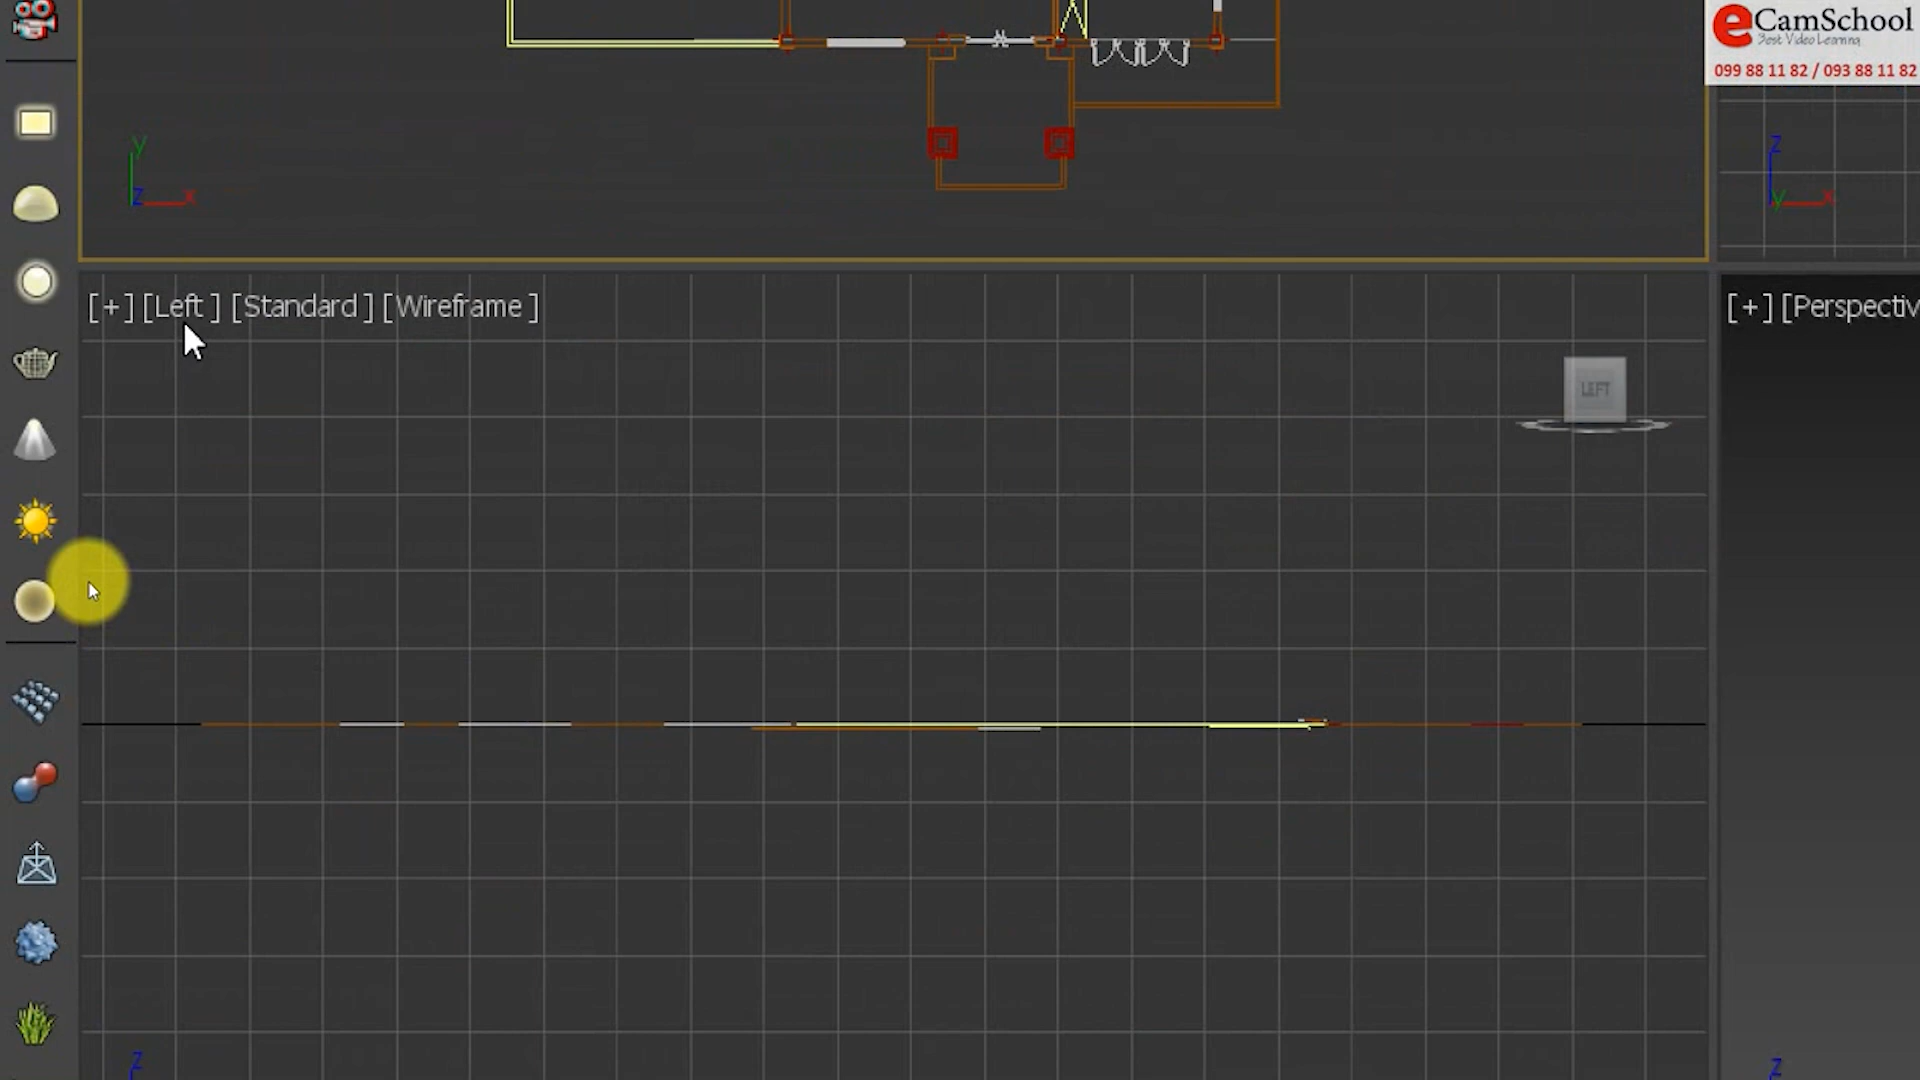 eCamSchool
Best Video Learning
099 88 11 82 / 093 88 11 82
y
z x
z
y x
[+] [Left ] [Standard ] [Wireframe ]
[+] [Perspectiv
LEFT
z
z